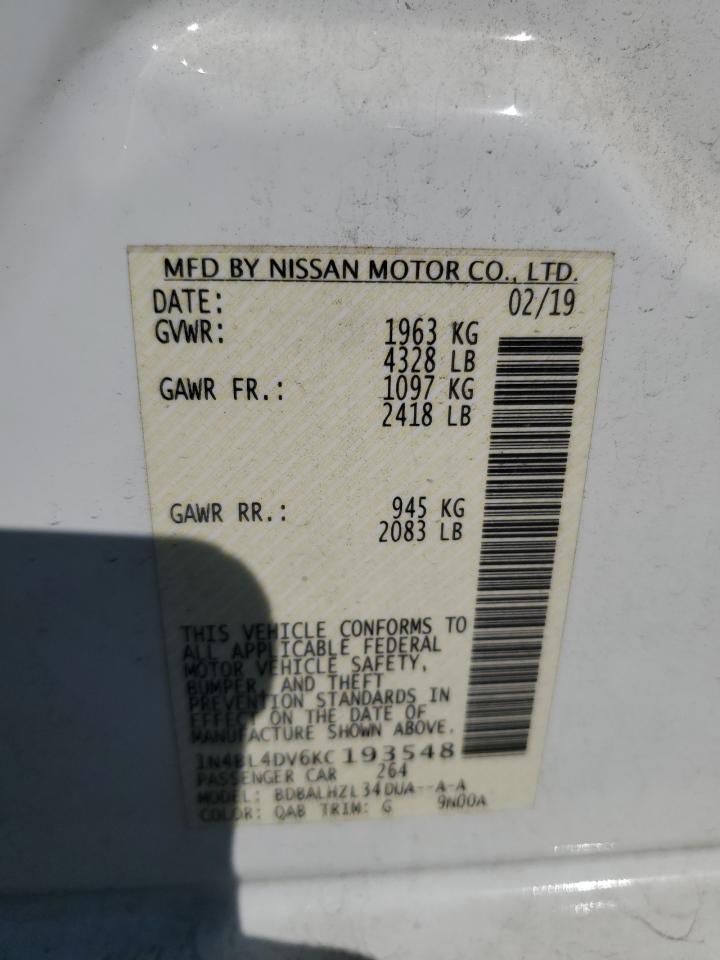 MFD BY NISSAN MOTOR CO., LTD.
DATE: 02/19
GVWR: 1963 KG
4328 LB
GAWR FR.: 1097 KG
2418 LB
GAWR RR.: 945 KG
2083 LB
THIS VEHICLE CONFORMS TO
ALL APPLICABLE FEDERAL
MOTOR VEHICLE SAFETY,
BUMPER, AND THEFT
PREVENTION STANDARDS IN
EFFECT ON THE DATE OF
MANUFACTURE SHOWN ABOVE.
1N4BL4DV6KC193548
PASSENGER CAR 264
MODEL: BDBALHZL34DUA--A-A
COLOR: QAB TRIM: G 9N00A